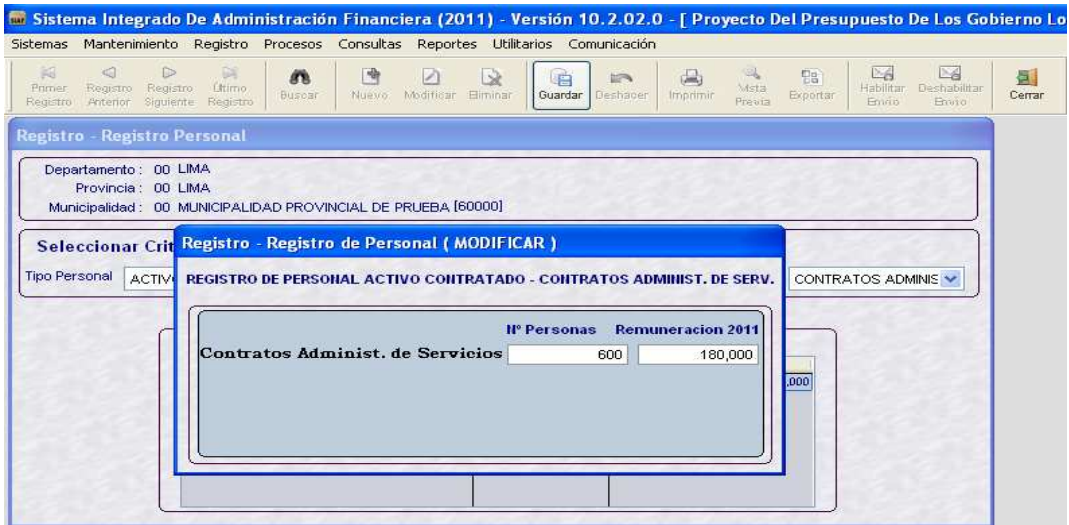 Sistema Integrado De Administración Financiera (2011) - Versión 10.2.02.0 - [ Proyecto Del Presupuesto De Los Gobierno Lo
Sistemas Mantenimiento Registro Procesos Consultas Reportes Utilitarios Comunicación
Primer Registro
Registro Anterior
Registro Siguiente
Último Registro
Buscar
Nuevo
Modificar
Eliminar
Guardar
Deshacer
Imprimir
Vista Previa
Exportar
Habilitar Envio
Deshabilitar Envio
Cerrar
Registro - Registro Personal
Departamento : 00 LIMA
Provincia : 00 LIMA
Municipalidad : 00 MUNICIPALIDAD PROVINCIAL DE PRUEBA [60000]
Seleccionar Crit
Tipo Personal ACTIV
CONTRATOS ADMINIS
Registro - Registro de Personal ( MODIFICAR )
REGISTRO DE PERSONAL ACTIVO CONTRATADO - CONTRATOS ADMINIST. DE SERV.
Nº Personas Remuneracion 2011
Contratos Administ. de Servicios 600 180,000
,000